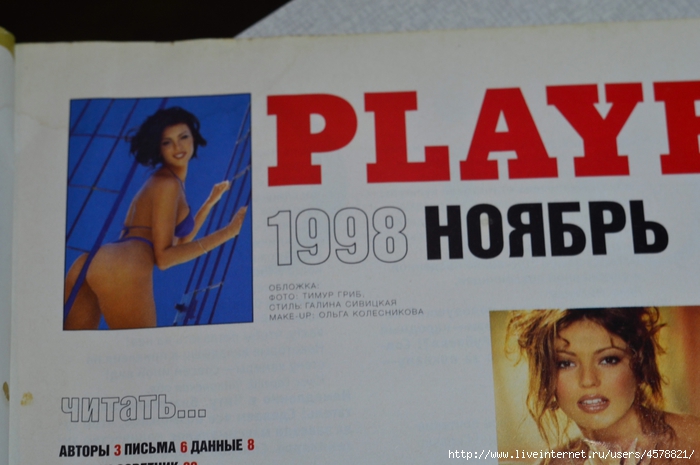 PLAYB
1998 НОЯБРЬ
ОБЛОЖКА:
ФОТО: ТИМУР ГРИБ,
СТИЛЬ ГАЛИНА СИВИЦКАЯ
MAKE-UP: ОЛЬГА КОЛЕСНИКОВА
читать...
АВТОРЫ 3 ПИСЬМА 6 ДАННЫЕ 8
http://www.liveinternet.ru/users/4578821/